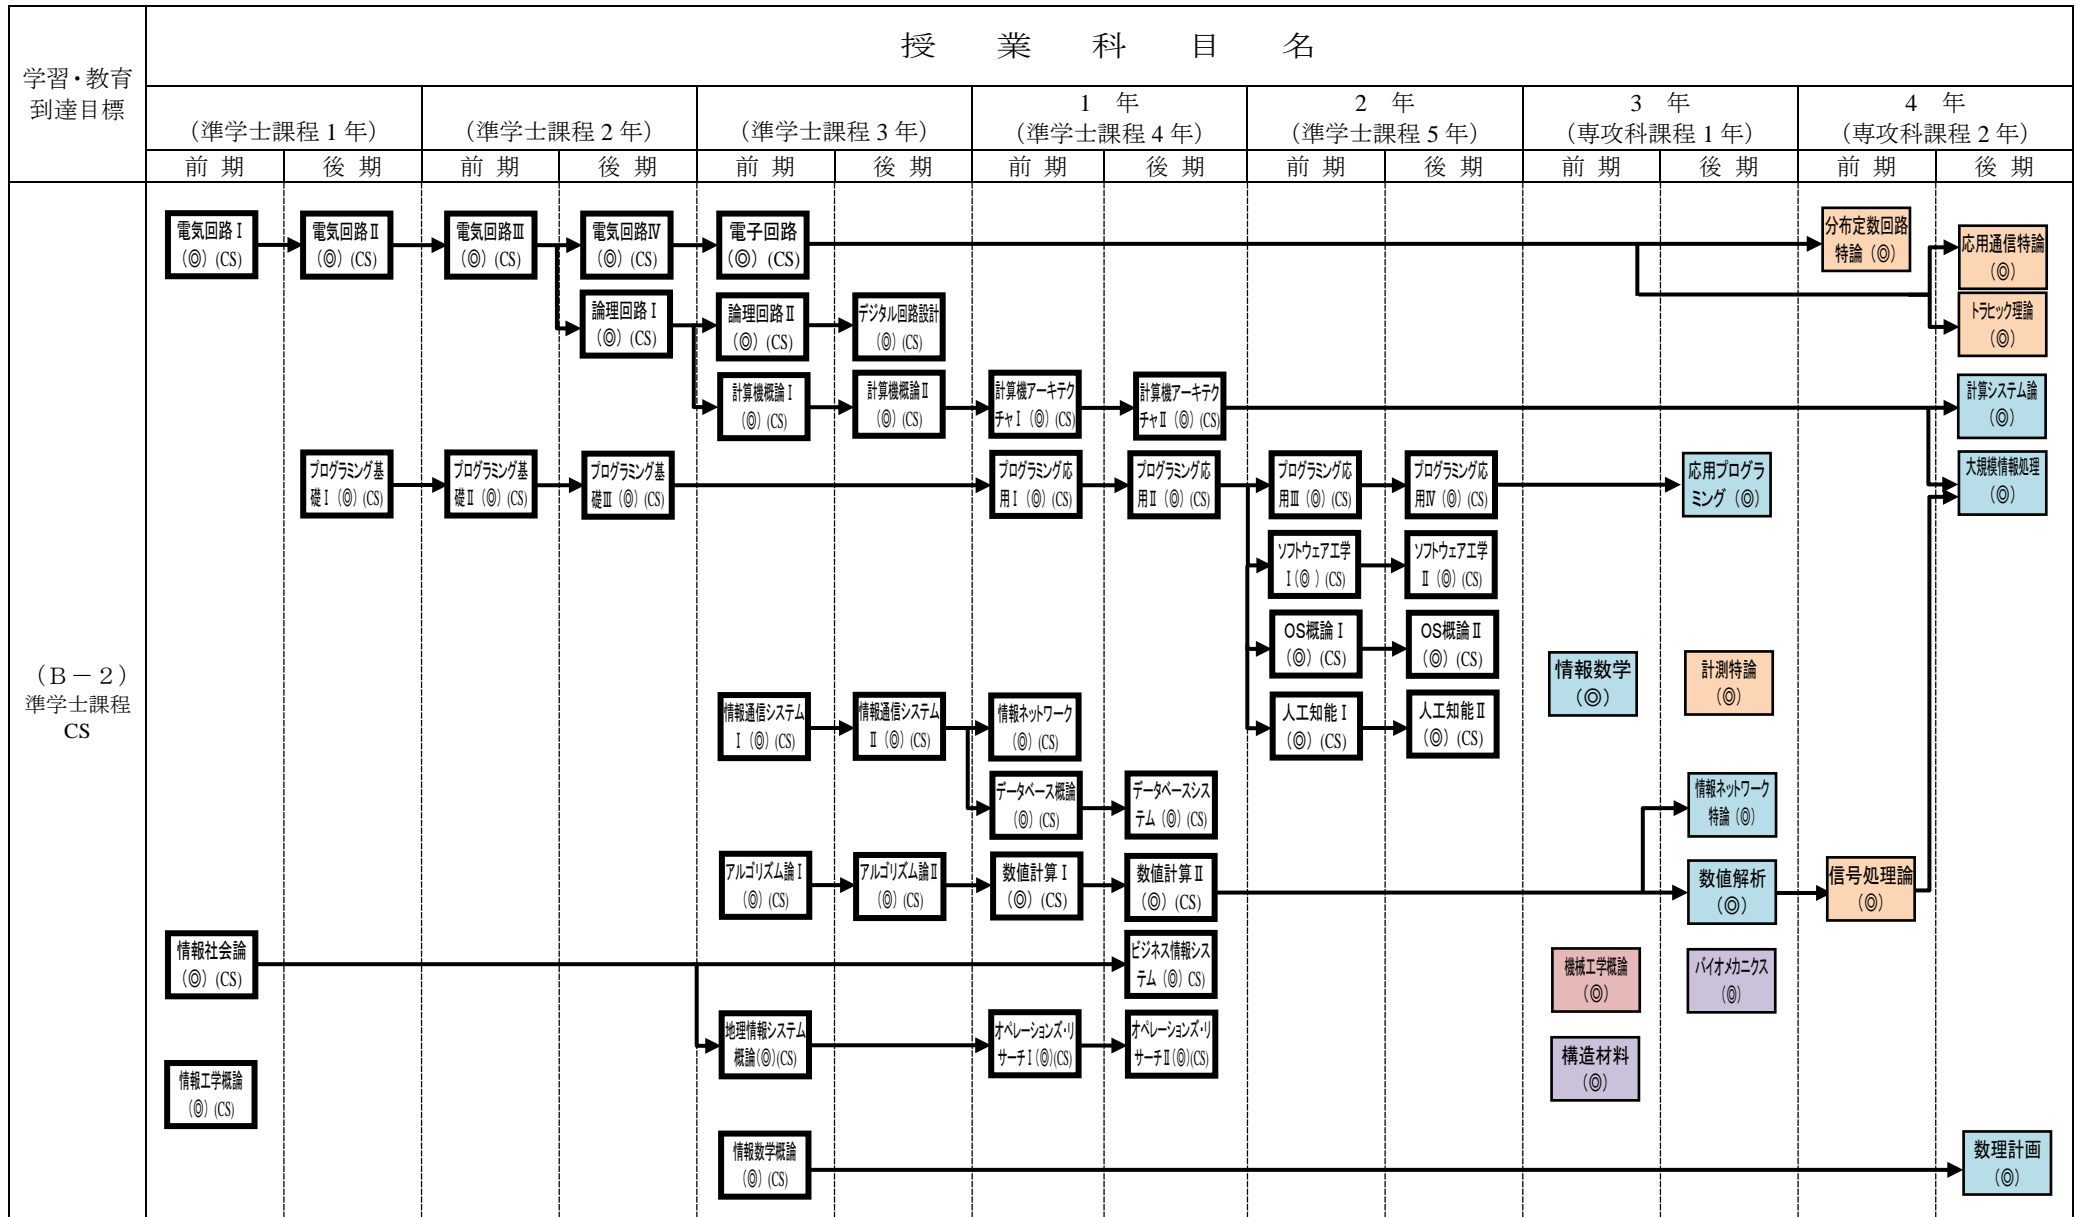 授 業 科 目 名
学習・教育
到達目標
(準学士課程 1 年)
(準学士課程 2 年)
(準学士課程 3 年)
1 年
(準学士課程 4 年)
2 年
(準学士課程 5 年)
3 年
(専攻科課程 1 年)
4 年
(専攻科課程 2 年)
前 期
後 期
前 期
後 期
前 期
後 期
前 期
後 期
前 期
後 期
前 期
後 期
前 期
後 期
(B-2)
準学士課程
CS
電気回路Ⅰ
(◎) (CS)
電気回路Ⅱ
(◎) (CS)
電気回路Ⅲ
(◎) (CS)
電気回路Ⅳ
(◎) (CS)
電子回路
(◎) (CS)
分布定数回路
特論 (◎)
応用通信特論
(◎)
論理回路Ⅰ
(◎) (CS)
論理回路Ⅱ
(◎) (CS)
デジタル回路設計
(◎) (CS)
トラヒック理論
(◎)
計算機概論Ⅰ
(◎) (CS)
計算機概論Ⅱ
(◎) (CS)
計算機アーキテク
チャⅠ (◎) (CS)
計算機アーキテク
チャⅡ (◎) (CS)
計算システム論
(◎)
プログラミング基
礎Ⅰ (◎) (CS)
プログラミング基
礎Ⅱ (◎) (CS)
プログラミング基
礎Ⅲ (◎) (CS)
プログラミング応
用Ⅰ (◎) (CS)
プログラミング応
用Ⅱ (◎) (CS)
プログラミング応
用Ⅲ (◎) (CS)
プログラミング応
用Ⅳ (◎) (CS)
応用プログラ
ミング (◎)
大規模情報処理
(◎)
ソフトウェア工学
Ⅰ(◎ ) (CS)
ソフトウェア工学
Ⅱ (◎) (CS)
OS概論Ⅰ
(◎) (CS)
OS概論Ⅱ
(◎) (CS)
情報数学
(◎)
計測特論
(◎)
情報通信システム
Ⅰ (◎) (CS)
情報通信システム
Ⅱ (◎) (CS)
情報ネットワーク
(◎) (CS)
人工知能Ⅰ
(◎) (CS)
人工知能Ⅱ
(◎) (CS)
データベース概論
(◎) (CS)
データベースシス
テム (◎) (CS)
情報ネットワーク
特論 (◎)
アルゴリズム論Ⅰ
(◎) (CS)
アルゴリズム論Ⅱ
(◎) (CS)
数値計算Ⅰ
(◎) (CS)
数値計算Ⅱ
(◎) (CS)
数値解析
(◎)
信号処理論
(◎)
情報社会論
(◎) (CS)
ビジネス情報シス
テム (◎) CS)
機械工学概論
(◎)
バイオメカニクス
(◎)
地理情報システム
概論(◎)(CS)
オペレーションズ・リ
サーチⅠ(◎)(CS)
オペレーションズ・リ
サーチⅡ(◎)(CS)
構造材料
(◎)
情報工学概論
(◎) (CS)
情報数学概論
(◎) (CS)
数理計画
(◎)